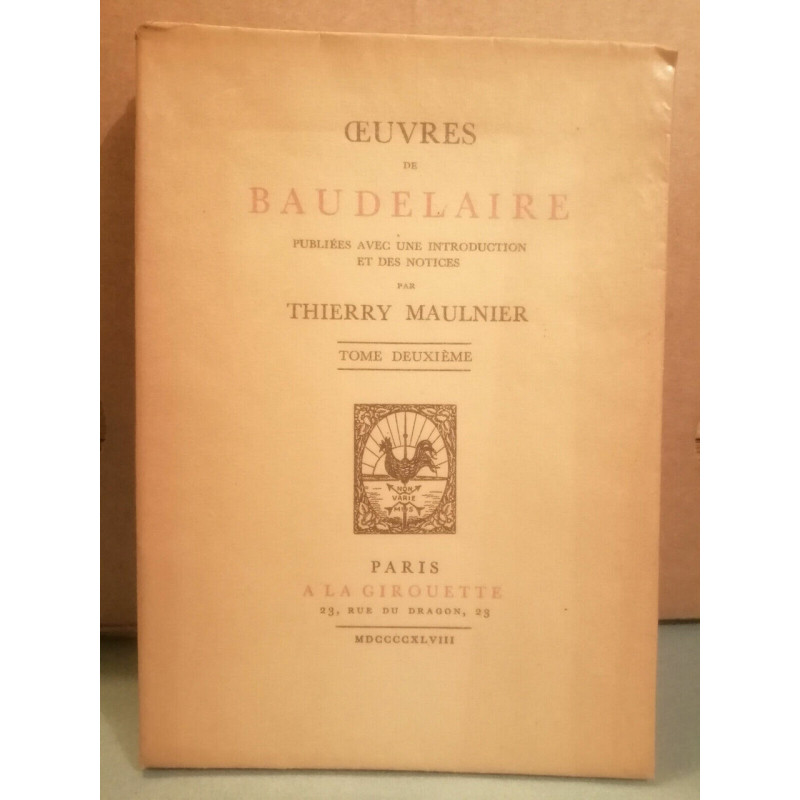 ŒUVRES
DE
BAUDELAIRE
PUBLIÉES AVEC UNE INTRODUCTION
ET DES NOTICES
PAR
THIERRY MAULNIER
TOME DEUXIÈME
NON
VARIE
PARIS
A LA GIROUETTE
23, RUE DU DRAGON, 23
MDCCCCXLVIII